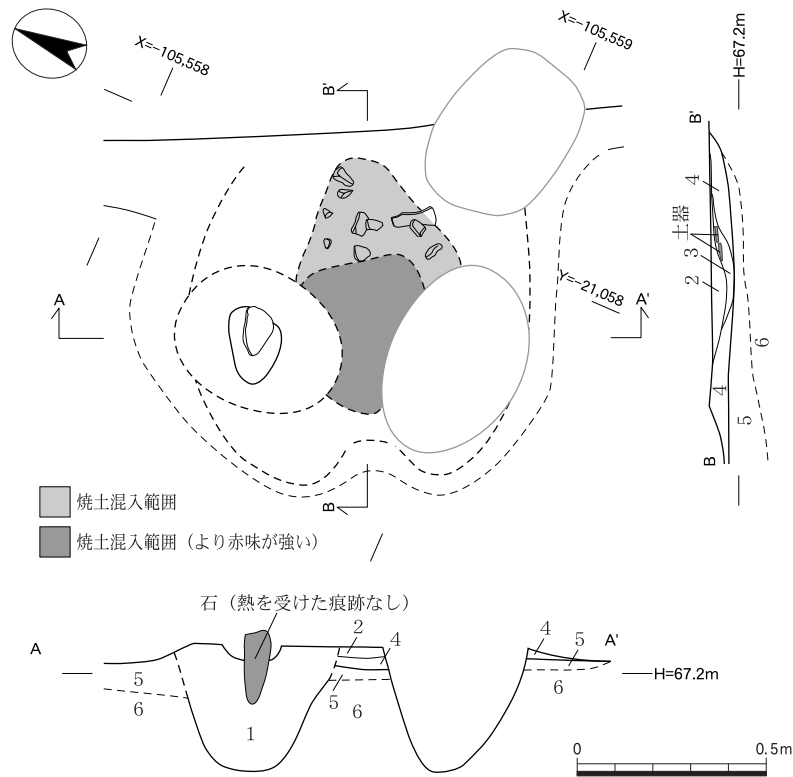 X=-105,558
X=-105,559
H=67.2m
B'
B'
4
土器
3
2
Y=-21,058
A
A'
6
4
5
B
B
焼土混入範囲
焼土混入範囲（より赤味が強い）
石（熱を受けた痕跡なし）
A
2
4
4
5
A'
5
6
5
6
6
H=67.2m
1
0
0.5m